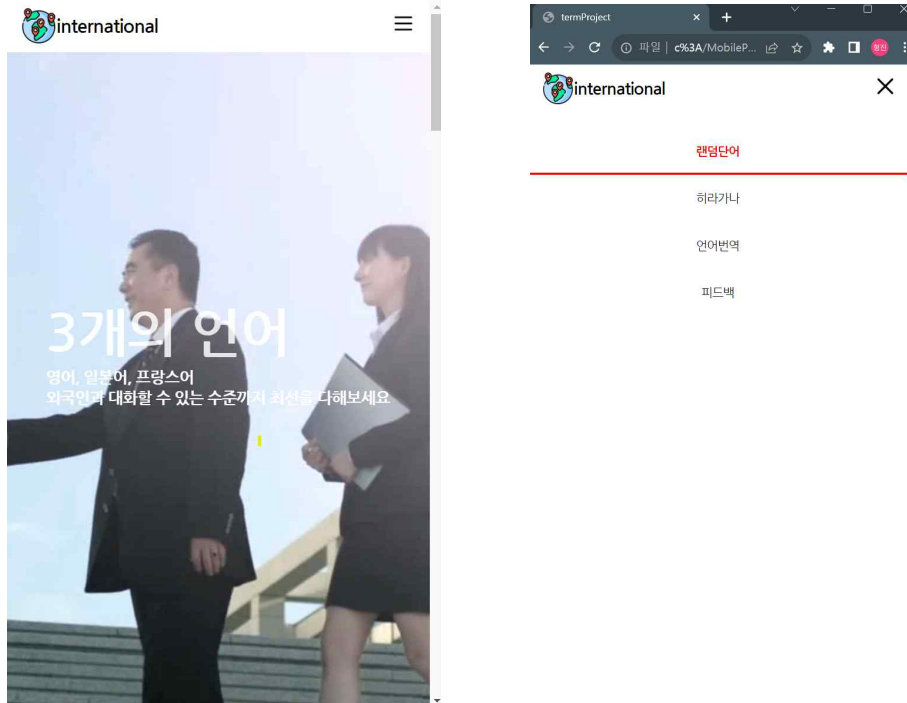 international
3개의 언어
영어, 일본어, 프랑스어
외국인과 대화할 수 있는 수준까지 최선을 다해보세요
termProject
파일 | c%3A/MobileP...
형진
international
랜덤단어
히라가나
언어번역
피드백